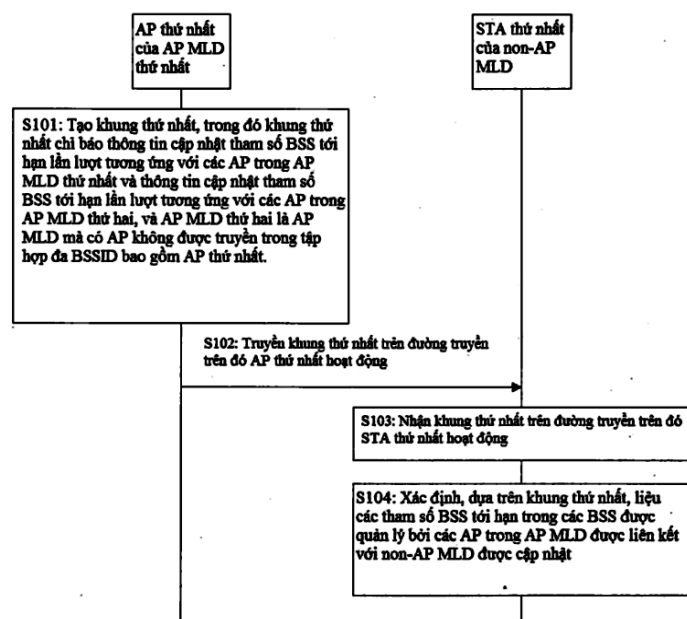 AP thứ nhất
của AP MLD
thứ nhất
STA thứ nhất
của non-AP
MLD
S101: Tạo khung thứ nhất, trong đó khung thứ
nhất chỉ báo thông tin cập nhật tham số BSS tới
hạn lần lượt tương ứng với các AP trong AP
MLD thứ nhất và thông tin cập nhật tham số
BSS tới hạn lần lượt tương ứng với các AP trong
AP MLD thứ hai, và AP MLD thứ hai là AP
MLD mà có AP không được truyền trong tập
hợp đa BSSID bao gồm AP thứ nhất.
S102: Truyền khung thứ nhất trên đường truyền
trên đó AP thứ nhất hoạt động
S103: Nhận khung thứ nhất trên đường truyền trên đó
STA thứ nhất hoạt động
S104: Xác định, dựa trên khung thứ nhất, liệu
các tham số BSS tới hạn trong các BSS được
quản lý bởi các AP trong AP MLD được liên kết
với non-AP MLD được cập nhật